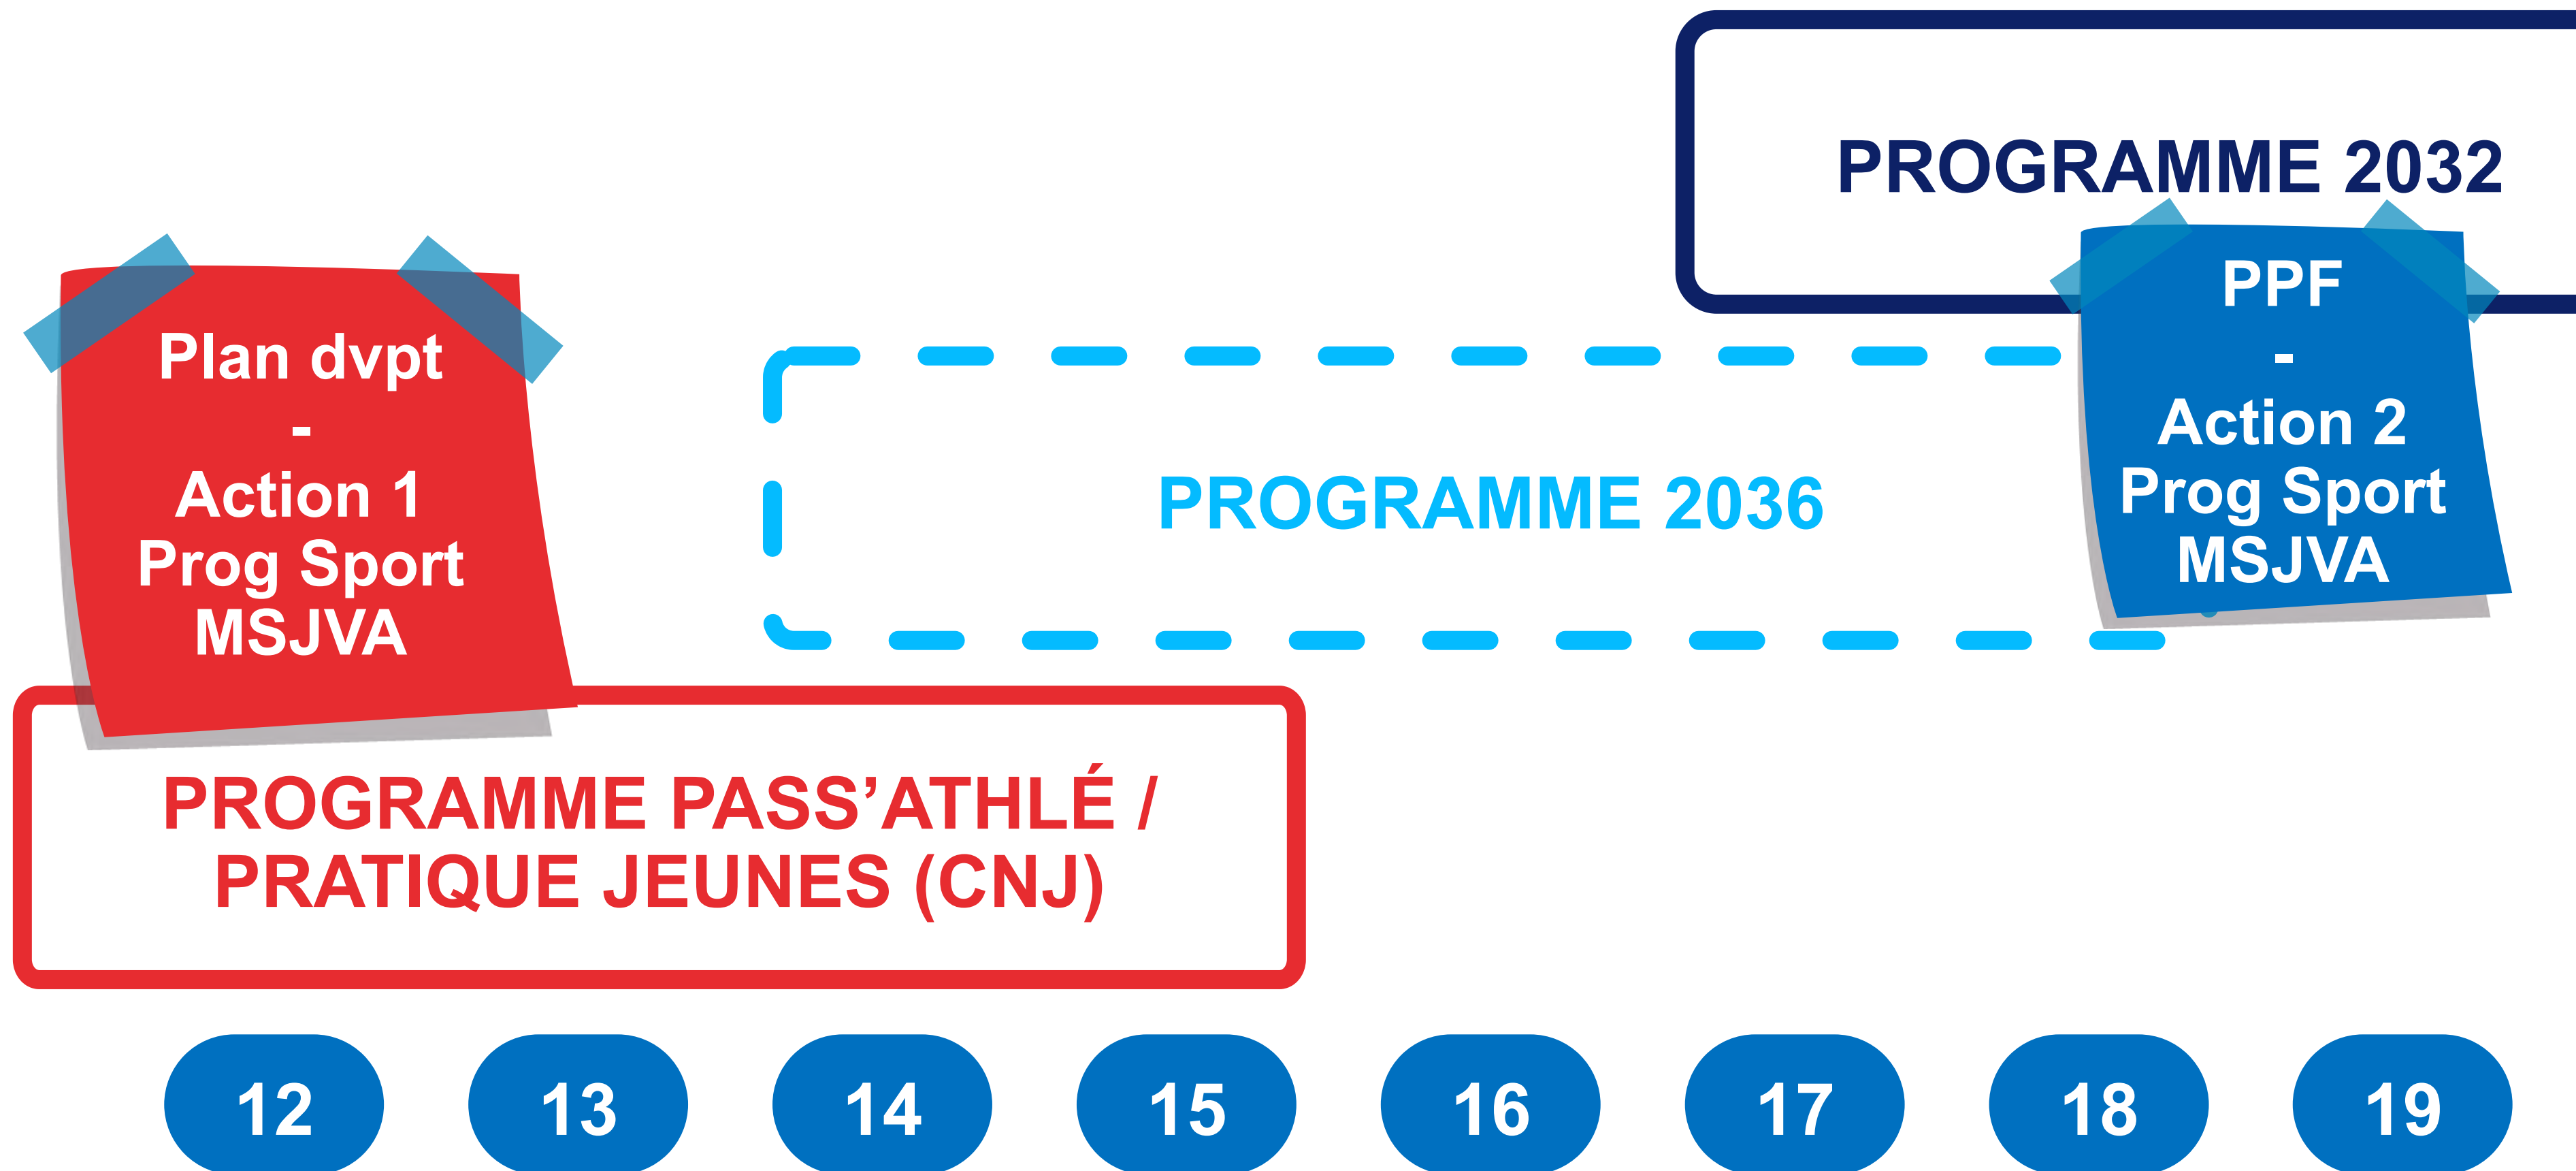 PROGRAMME 2032
PPF
-
Action 2
Prog Sport
MSJVA
Plan dvpt
-
Action 1
Prog Sport
MSJVA
PROGRAMME 2036
PROGRAMME PASS’ATHLÉ /
PRATIQUE JEUNES (CNJ)
12 13 14 15 16 17 18 19